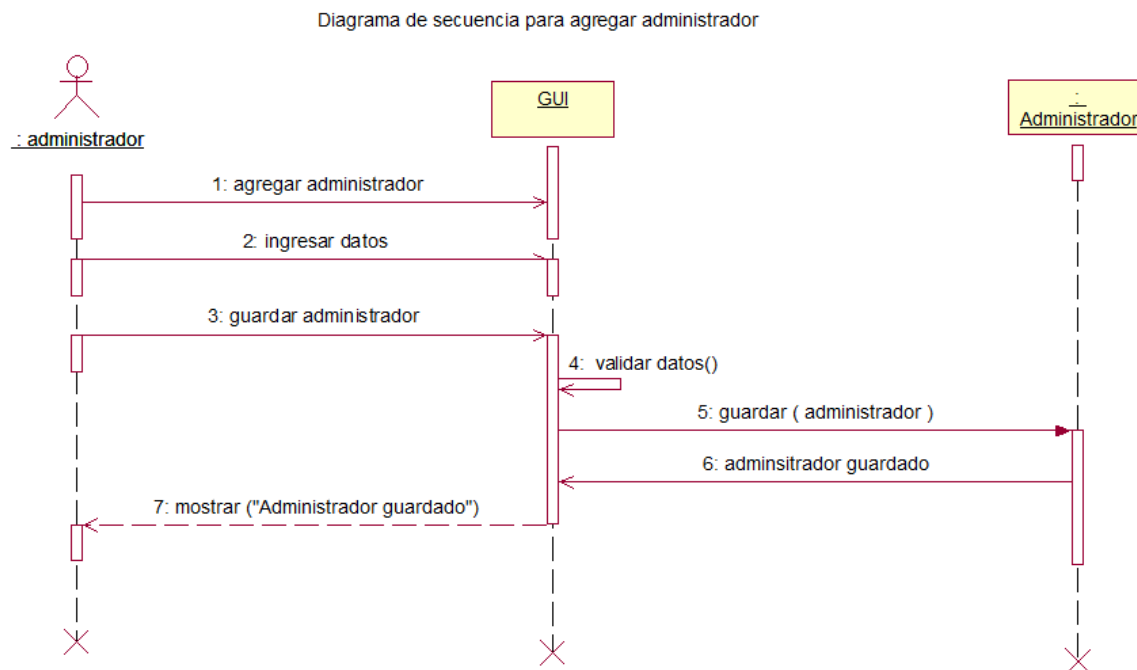 Diagrama de secuencia para agregar administrador
: administrador
GUI
:
Administrador
1: agregar administrador
2: ingresar datos
3: guardar administrador
4:  validar datos()
5: guardar ( administrador )
6: adminsitrador guardado
7: mostrar ("Administrador guardado")